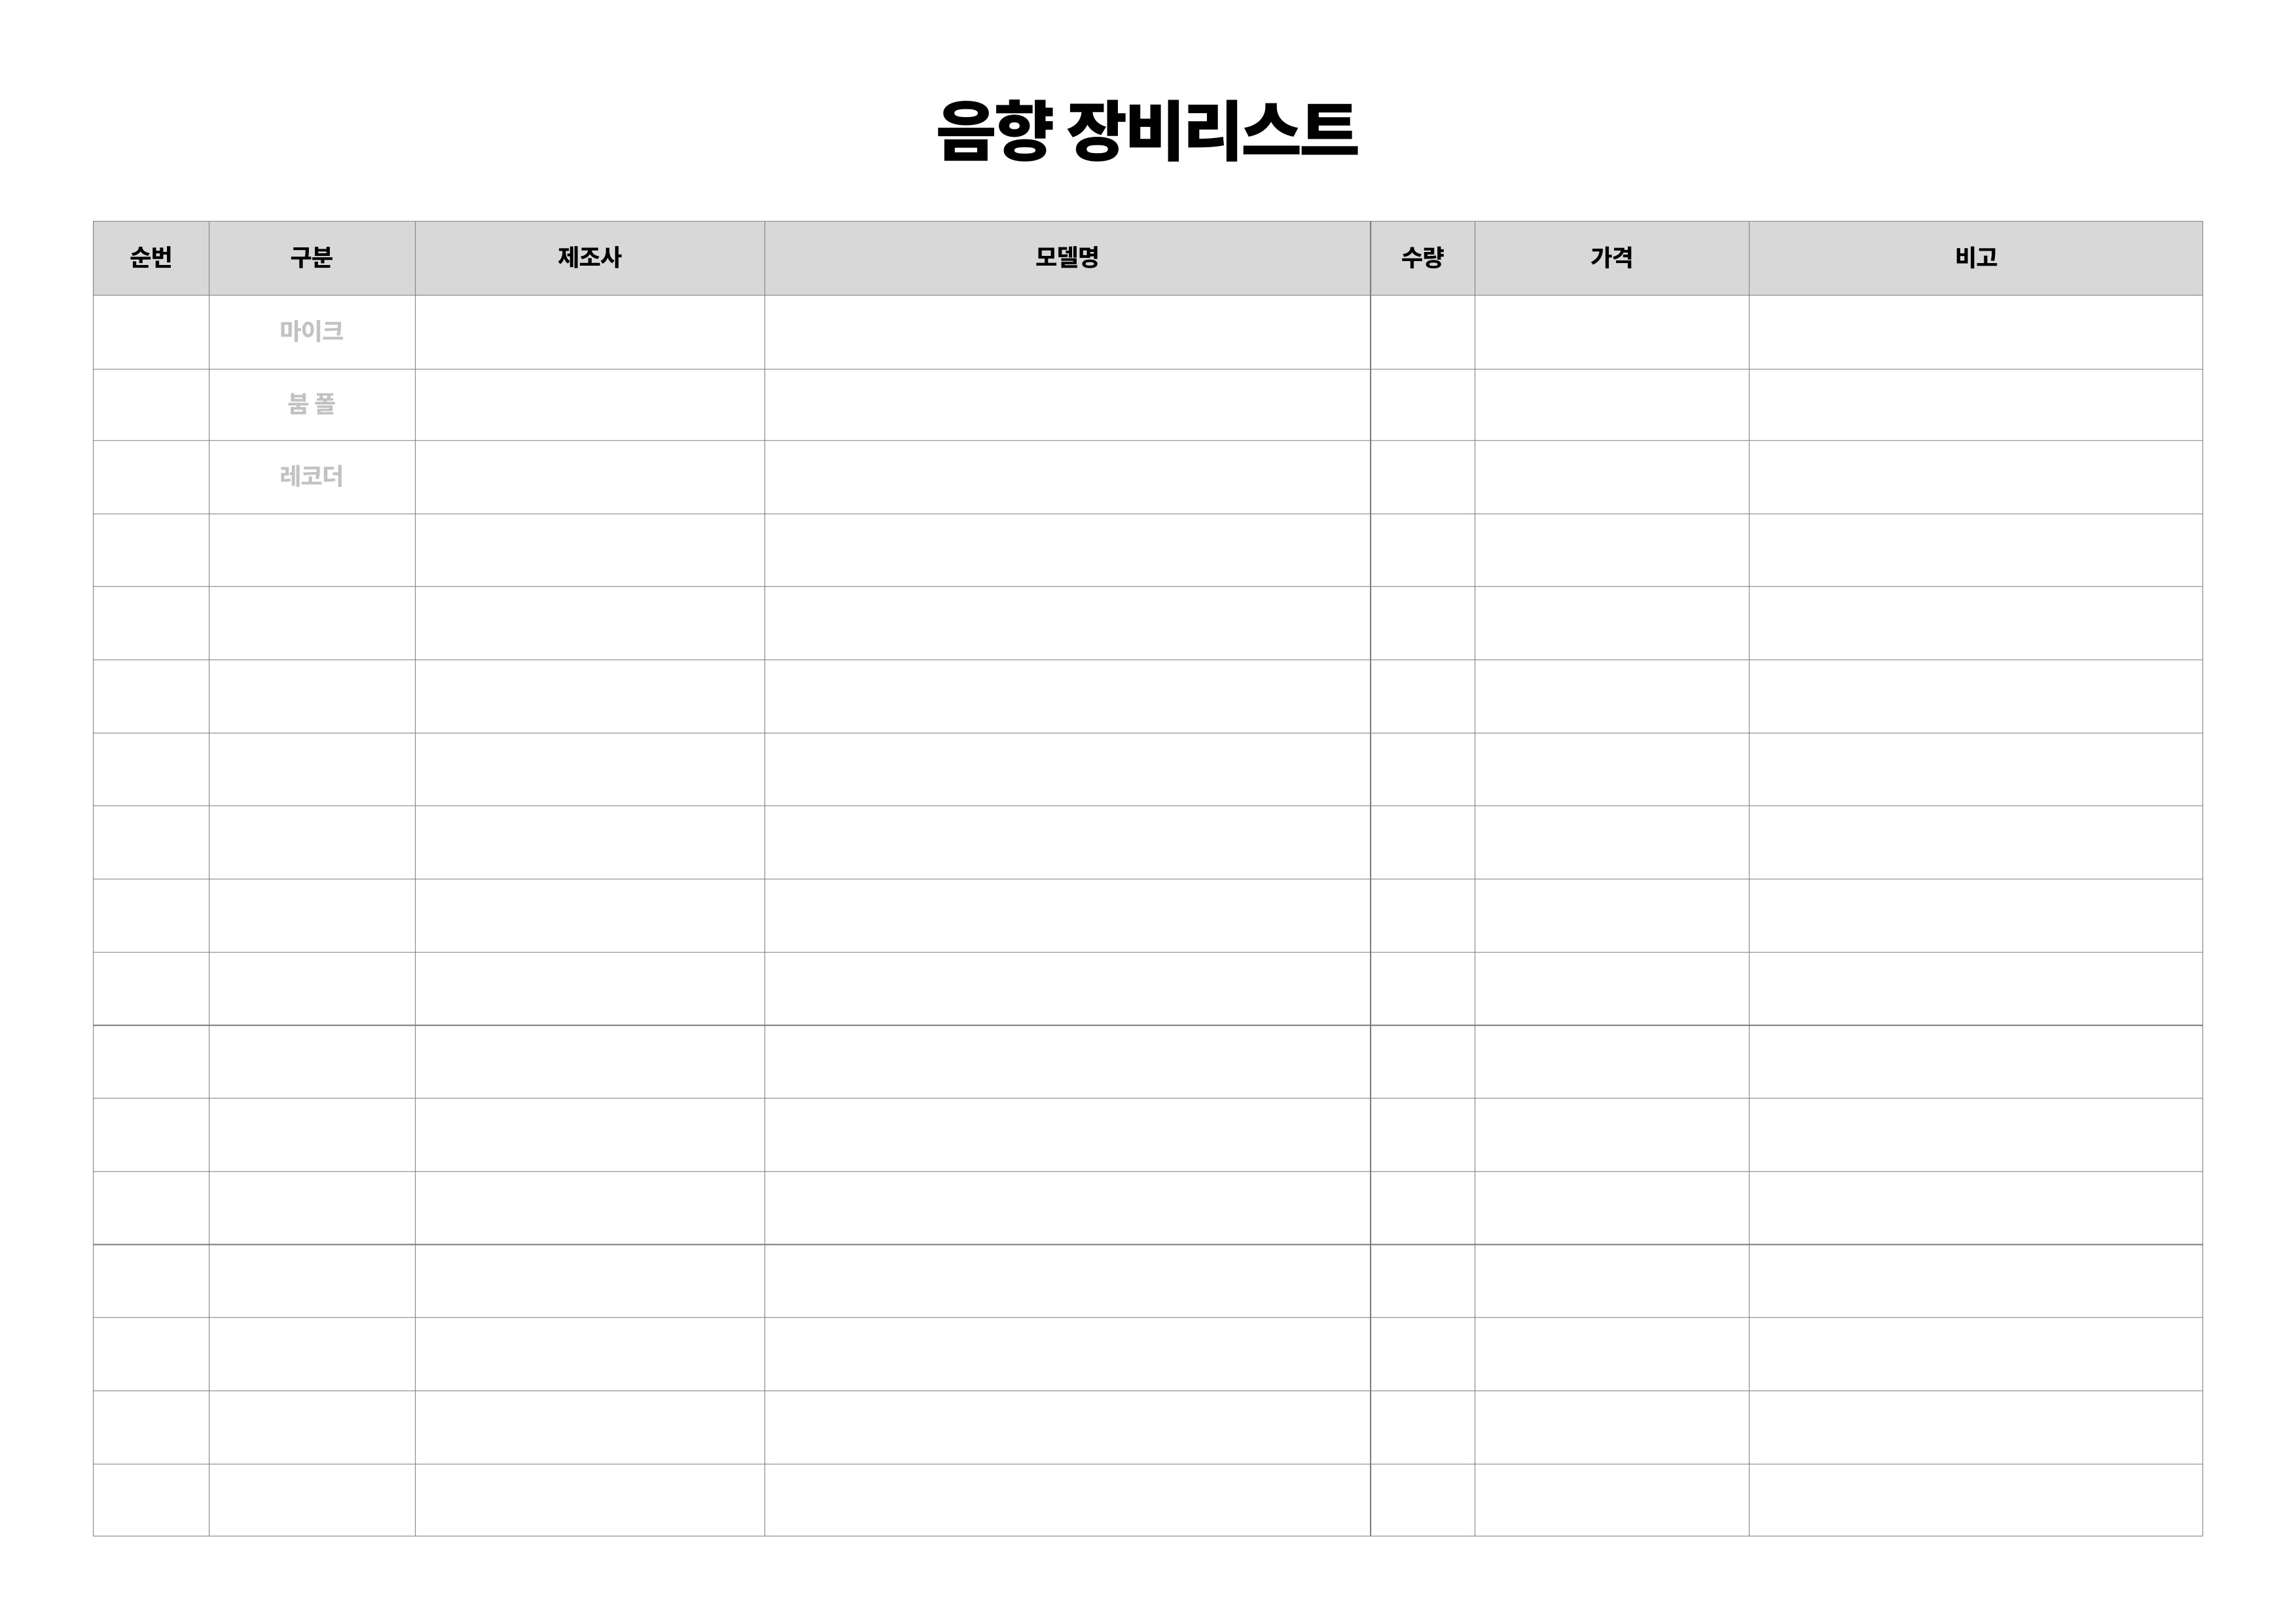 음향 장비리스트
순번 구분 제조사 모델명 수량 가격 비고
마이크
붐 폴
레코더